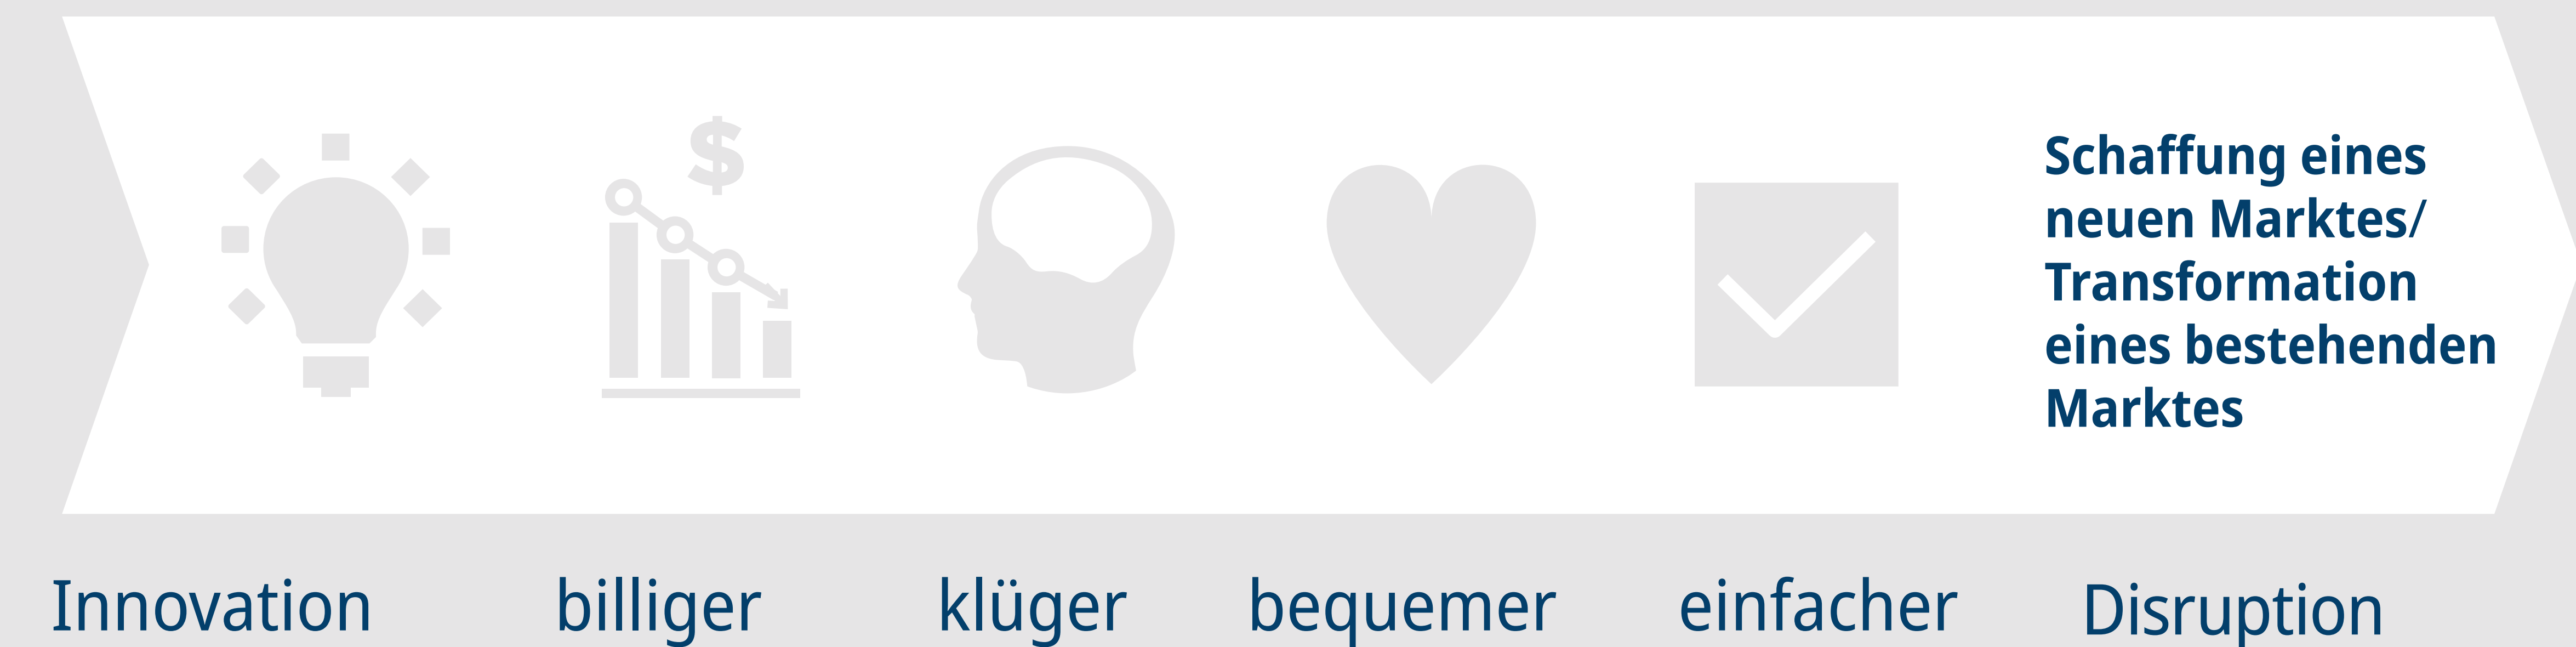 $
Schaffung eines
neuen Marktes/
Transformation
eines bestehenden
Marktes
Innovation billiger klüger bequemer einfacher Disruption